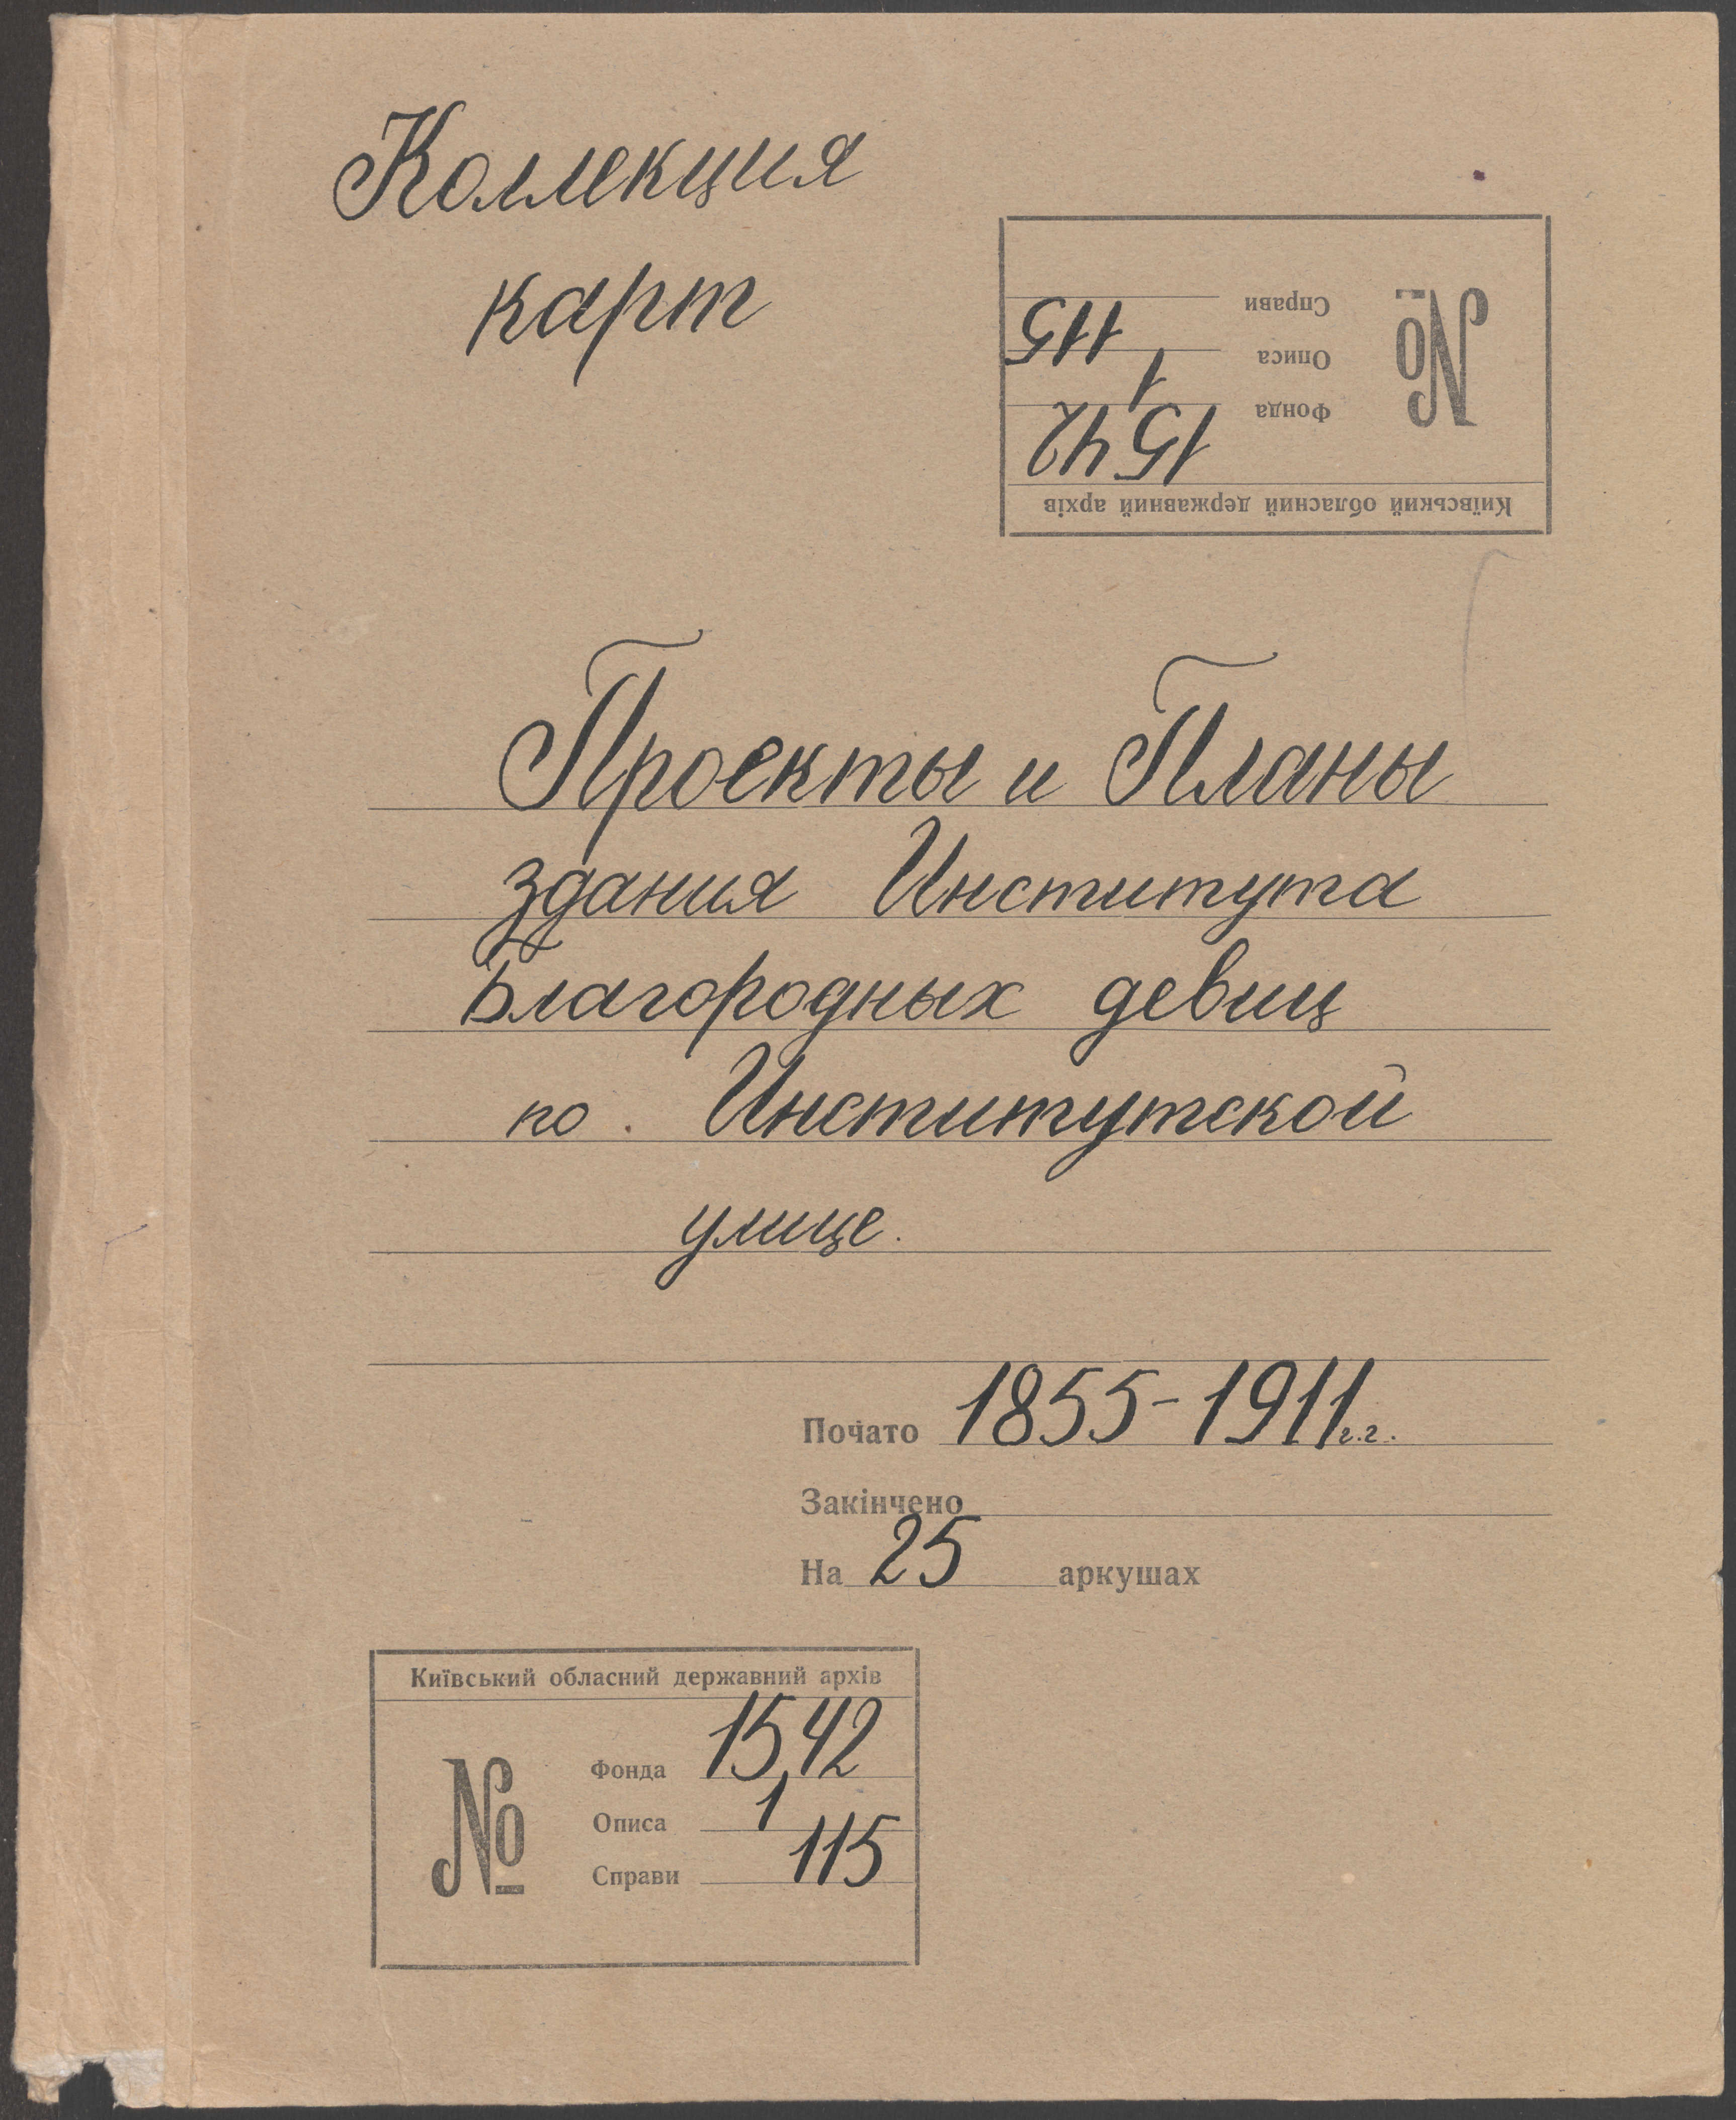 Коллекция
карт
Київський обласний державний архів
№
Фонда 1542
Описа 1
Справи 115
Проекты и Планы
здания Института
Благородных девиц
по Институтской
улице.
Почато 1855-1911 г.г.
Закінчено
На 25 аркушах
Київський обласний державний архів
№
Фонда 1542
Описа 1
Справи 115